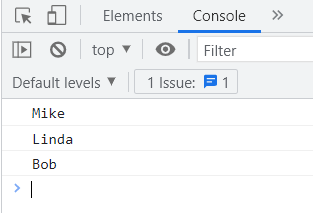 Elements Console »
top ▼ Filter
Default levels ▼ 1 Issue: 1
Mike
Linda
Bob
>